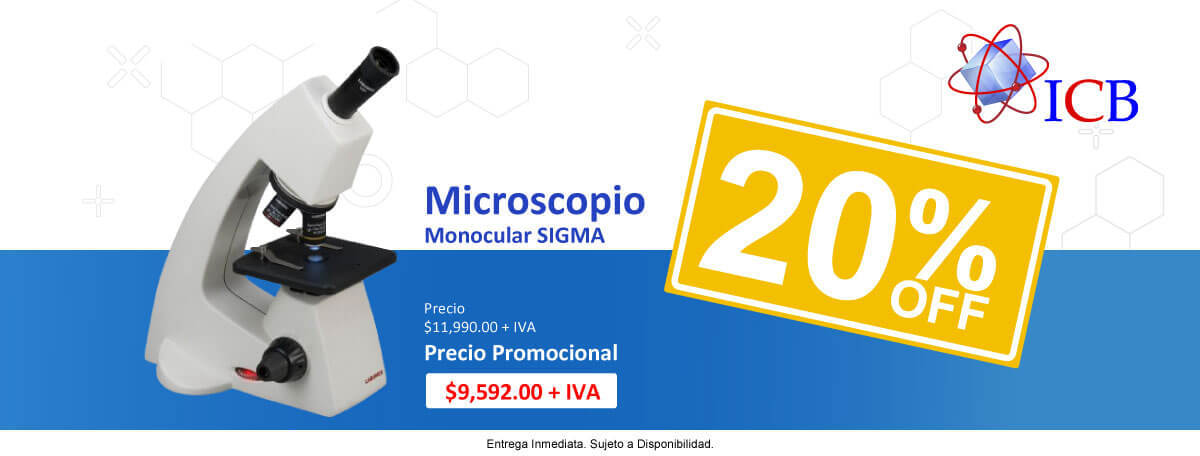 ICB
20%
OFF
Microscopio
Monocular SIGMA
Precio
$11,990.00 + IVA
Precio Promocional
$9,592.00 + IVA
LABOMED
Entrega Inmediata. Sujeto a Disponibilidad.